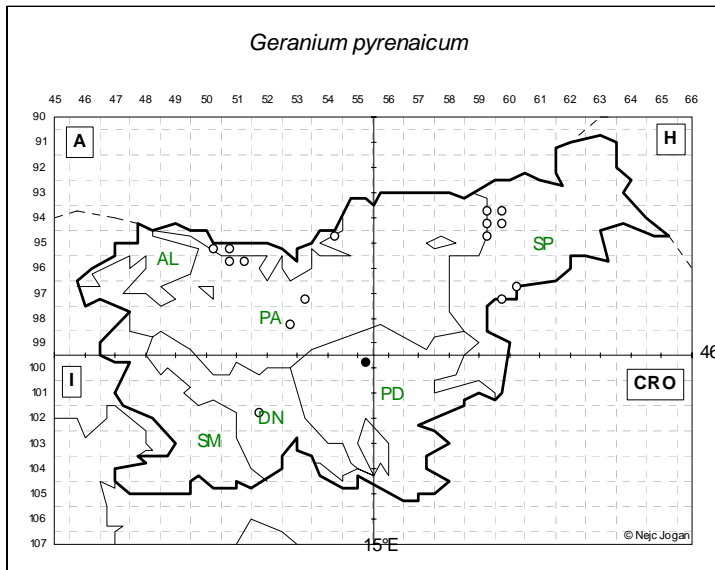 Geranium pyrenaicum
45 46 47 48 49 50 51 52 53 54 55 56 57 58 59 60 61 62 63 64 65 66
90
A H
91
92
93
94
95
SP
AL
96
97
PA
98
99
46
100
I CRO
101
PD
102
DN
103
SM
104
105
106
© Nejc Jogan
107
15°E